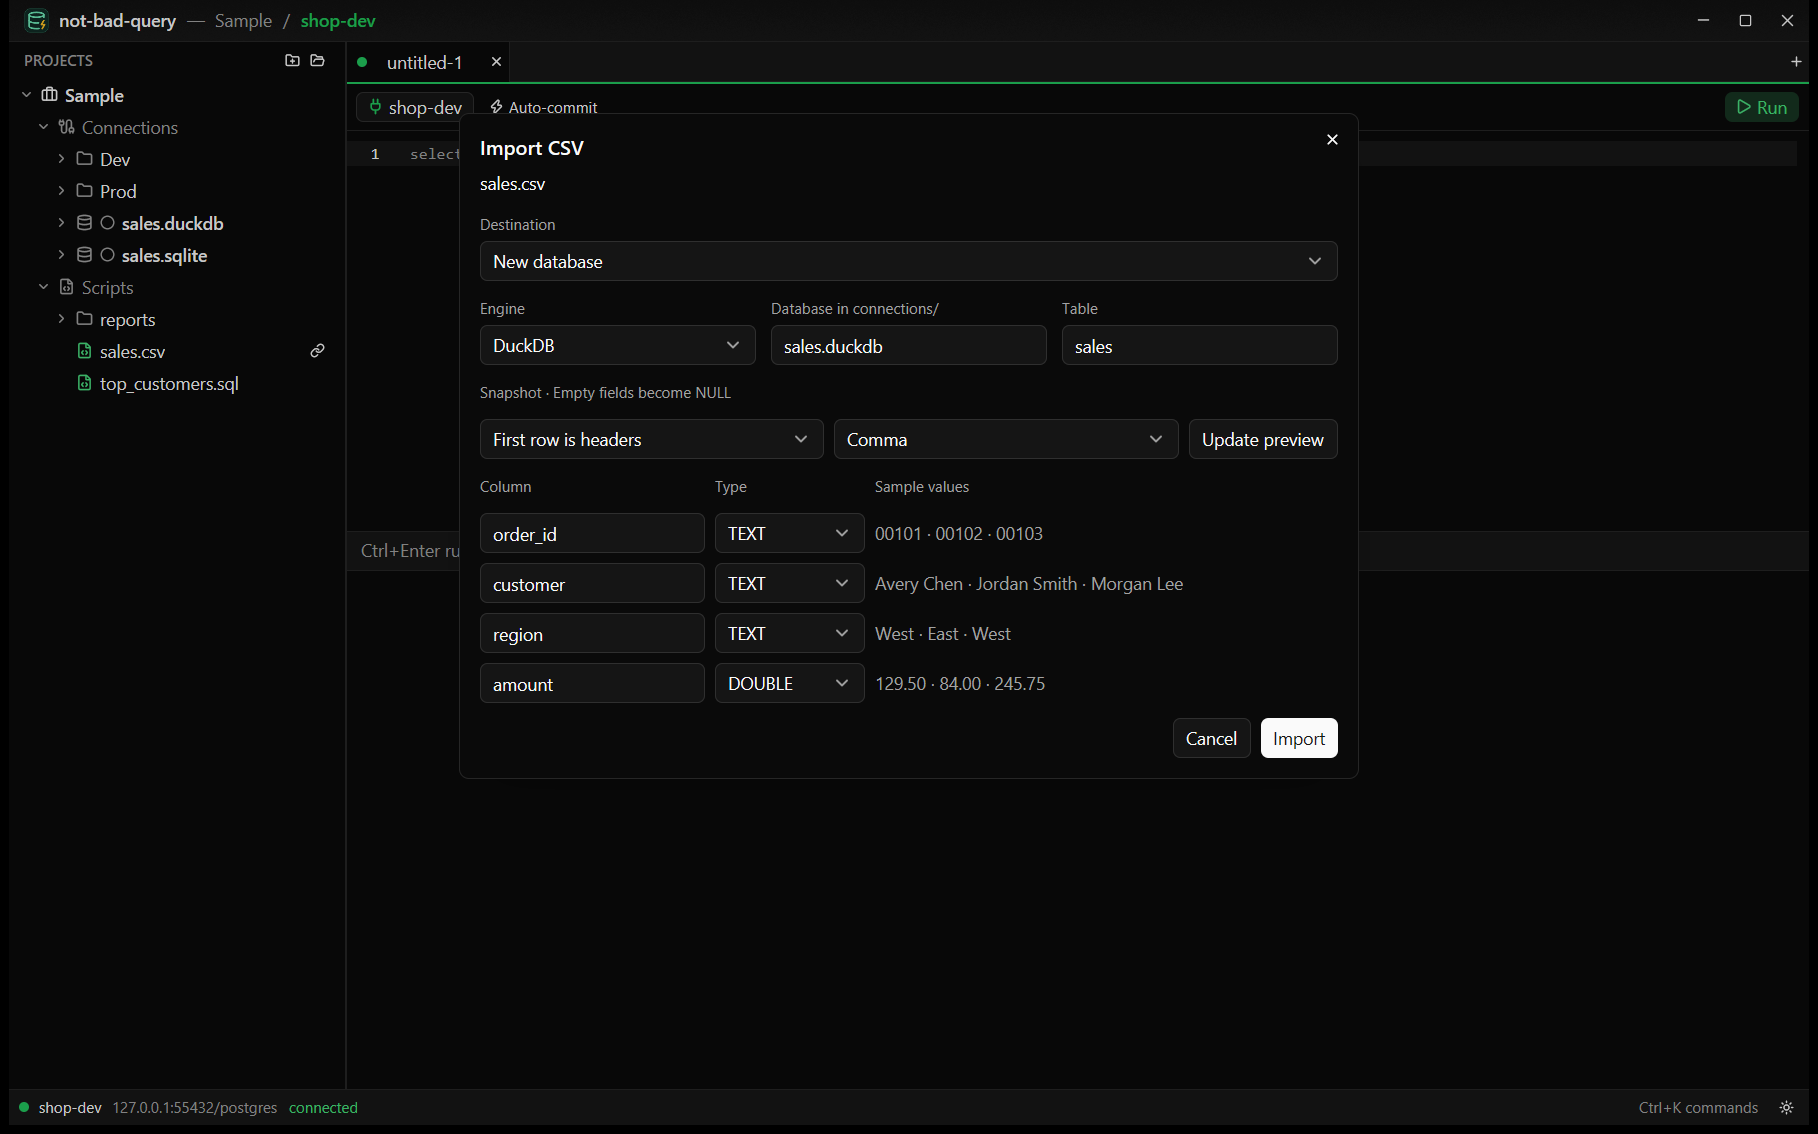 not-bad-query — Sample / shop-dev
PROJECTS
Sample
Connections
Dev
Prod
sales.duckdb
sales.sqlite
Scripts
reports
sales.csv
top_customers.sql
untitled-1
shop-dev Auto-commit
Run
1 select
Ctrl+Enter ru
Import CSV
sales.csv
Destination
New database
Engine Database in connections/ Table
DuckDB sales.duckdb sales
Snapshot · Empty fields become NULL
First row is headers Comma Update preview
Column Type Sample values
order_id TEXT 00101 · 00102 · 00103
customer TEXT Avery Chen · Jordan Smith · Morgan Lee
region TEXT West · East · West
amount DOUBLE 129.50 · 84.00 · 245.75
Cancel Import
shop-dev 127.0.0.1:55432/postgres connected
Ctrl+K commands